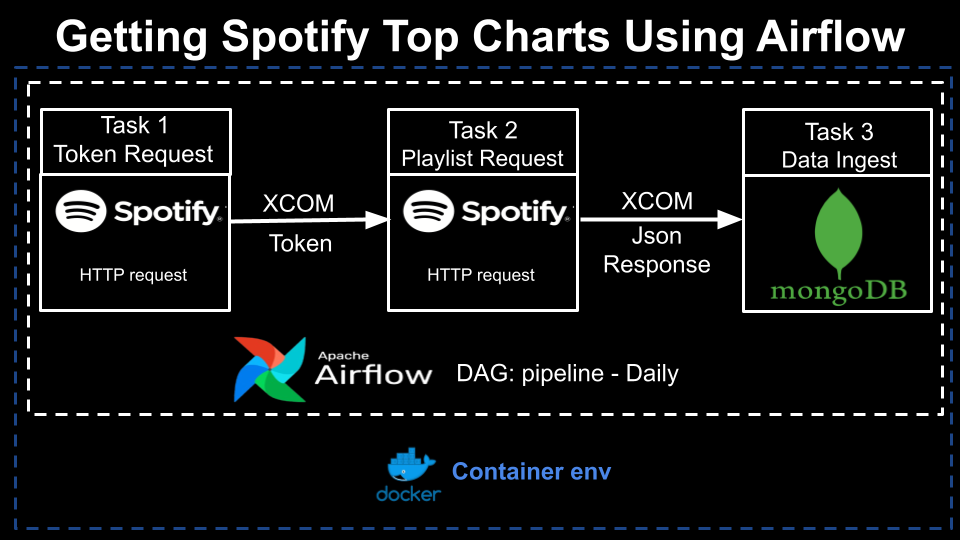 Getting Spotify Top Charts Using Airflow
Task 1
Token Request
Spotify
HTTP request
XCOM
Token
Task 2
Playlist Request
Spotify
HTTP request
XCOM
Json
Response
Task 3
Data Ingest
mongoDB
Apache
Airflow
DAG: pipeline - Daily
docker
Container env